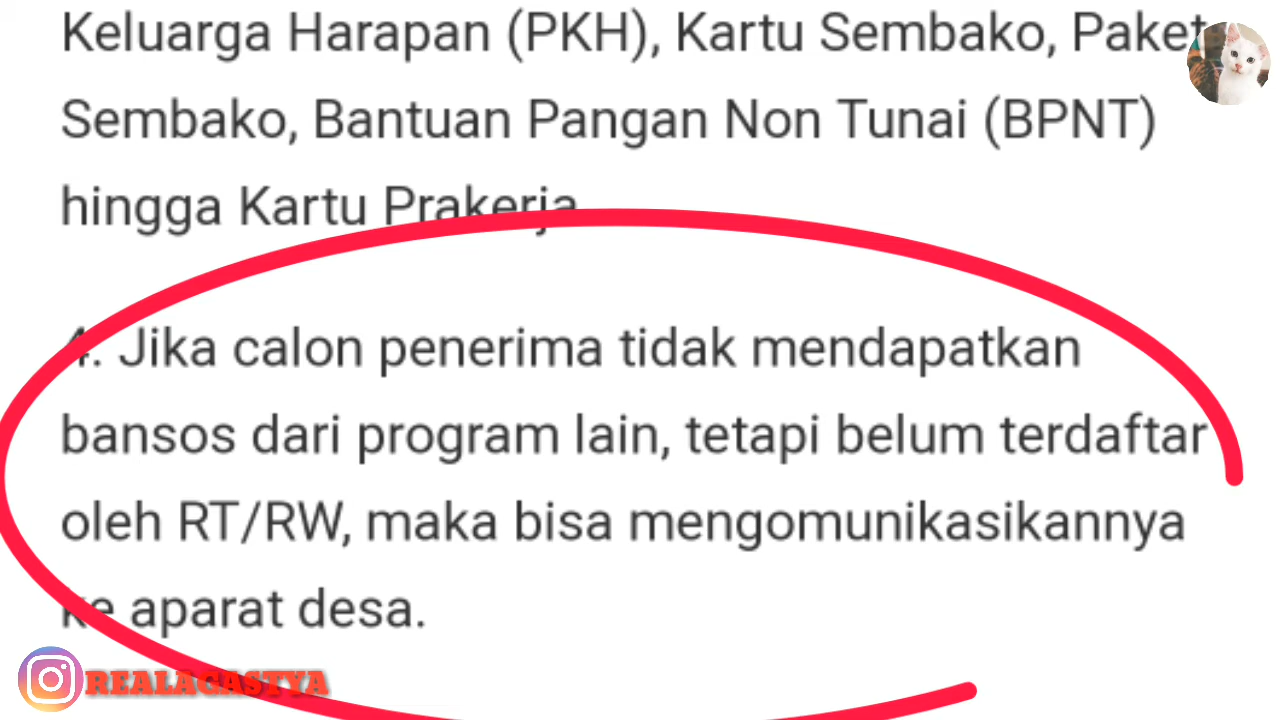 Keluarga Harapan (PKH), Kartu Sembako, Paket
Sembako, Bantuan Pangan Non Tunai (BPNT)
hingga Kartu Prakerja
4. Jika calon penerima tidak mendapatkan
bansos dari program lain, tetapi belum terdaftar
oleh RT/RW, maka bisa mengomunikasikannya
ke aparat desa.
REALAGASTYA